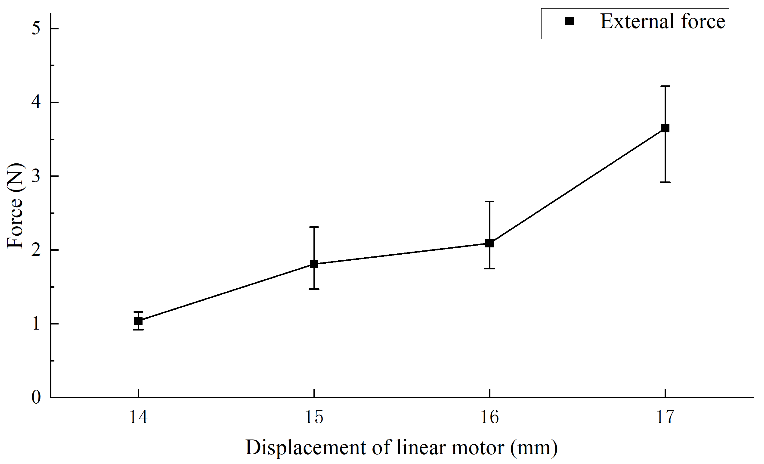 External force
5
4
3
2
1
0
Force (N)
14 15 16 17
Displacement of linear motor (mm)